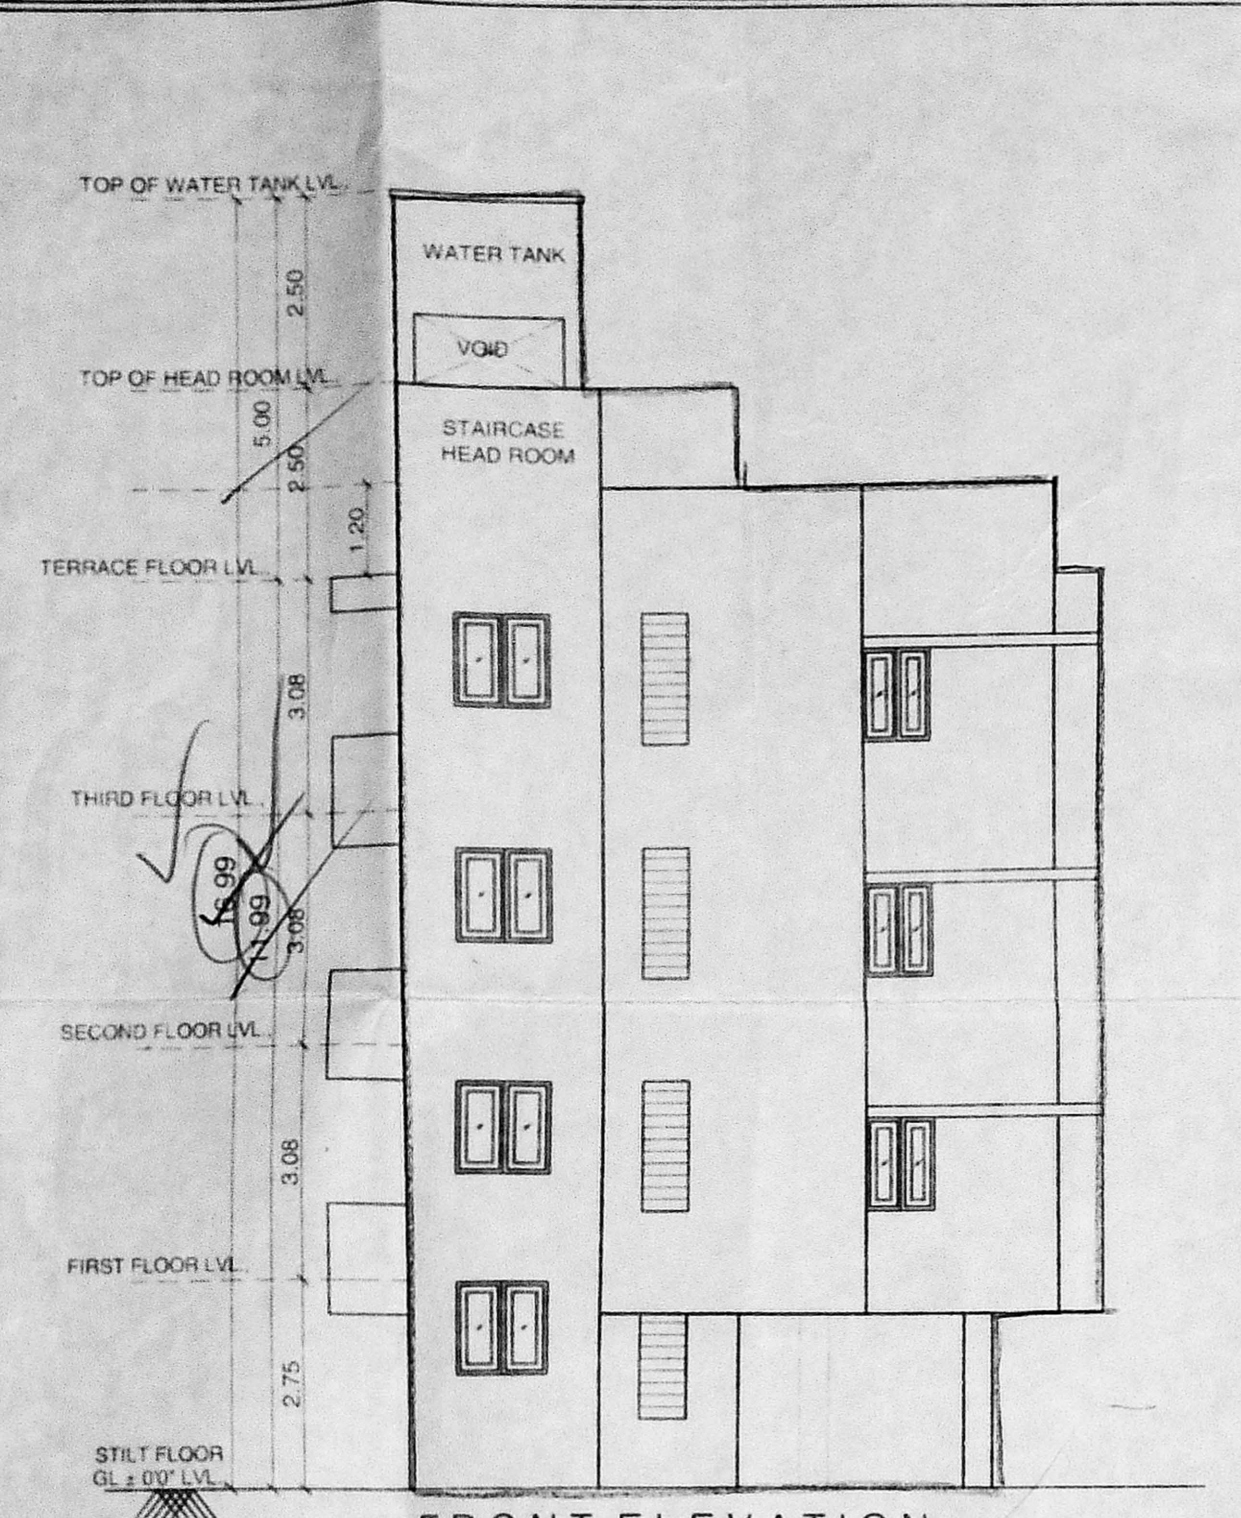 TOP OF WATER TANK LVL.
WATER TANK
2.50
VOID
TOP OF HEAD ROOM LVL.
5.00
STAIRCASE
HEAD ROOM
2.50
1.20
TERRACE FLOOR LVL.
3.08
THIRD FLOOR LVL.
16.99
11.99
3.08
SECOND FLOOR LVL.
3.08
FIRST FLOOR LVL.
2.75
STILT FLOOR
GL ± 0'0" LVL.
FRONT ELEVATION